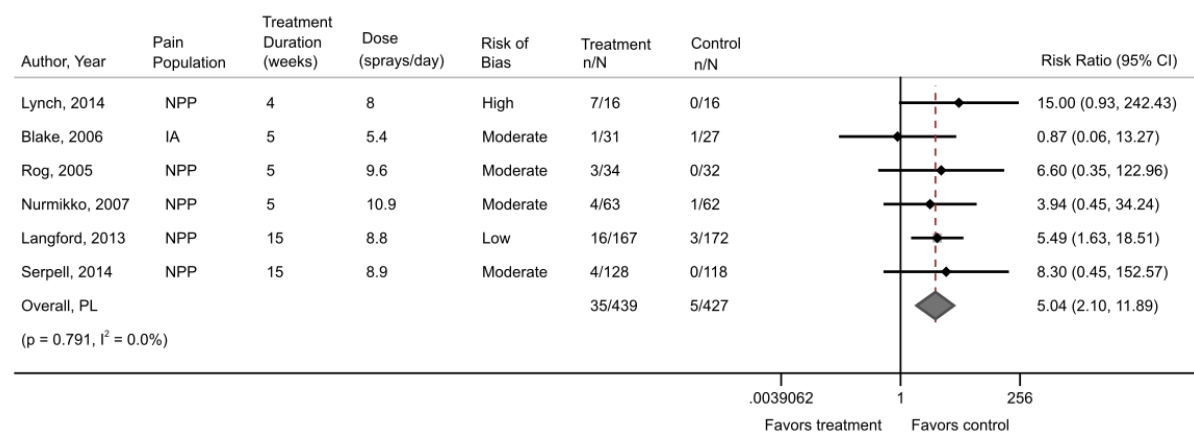 Author, Year Pain Population Treatment Duration (weeks) Dose (sprays/day) Risk of Bias Treatment n/N Control n/N Risk Ratio (95% CI)
Lynch, 2014 NPP 4 8 High 7/16 0/16 15.00 (0.93, 242.43)
Blake, 2006 IA 5 5.4 Moderate 1/31 1/27 0.87 (0.06, 13.27)
Rog, 2005 NPP 5 9.6 Moderate 3/34 0/32 6.60 (0.35, 122.96)
Nurmikko, 2007 NPP 5 10.9 Moderate 4/63 1/62 3.94 (0.45, 34.24)
Langford, 2013 NPP 15 8.8 Low 16/167 3/172 5.49 (1.63, 18.51)
Serpell, 2014 NPP 15 8.9 Moderate 4/128 0/118 8.30 (0.45, 152.57)
Overall, PL 35/439 5/427 5.04 (2.10, 11.89)
(p = 0.791, I² = 0.0%)
.0039062 1 256
Favors treatment Favors control